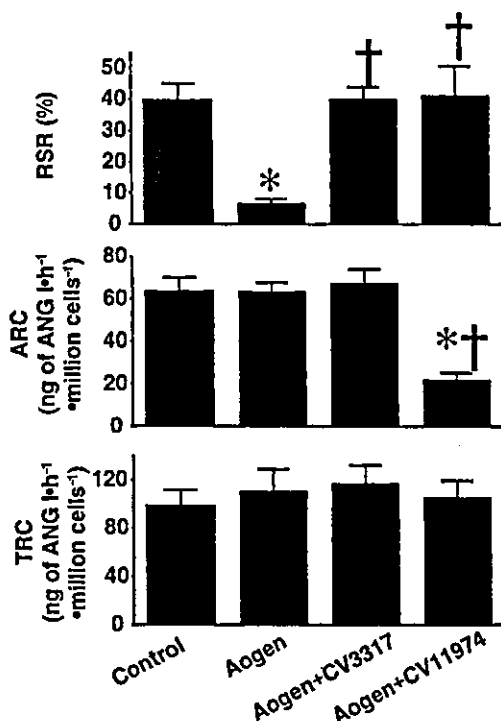 RSR (%)
50
40
30
20
10
0
*
†
†
ARC
(ng of ANG I•h⁻¹
•million cells⁻¹)
80
60
40
20
0
*†
TRC
(ng of ANG I•h⁻¹
•million cells⁻¹)
120
80
40
0
Control
Aogen
Aogen+CV3317
Aogen+CV11974